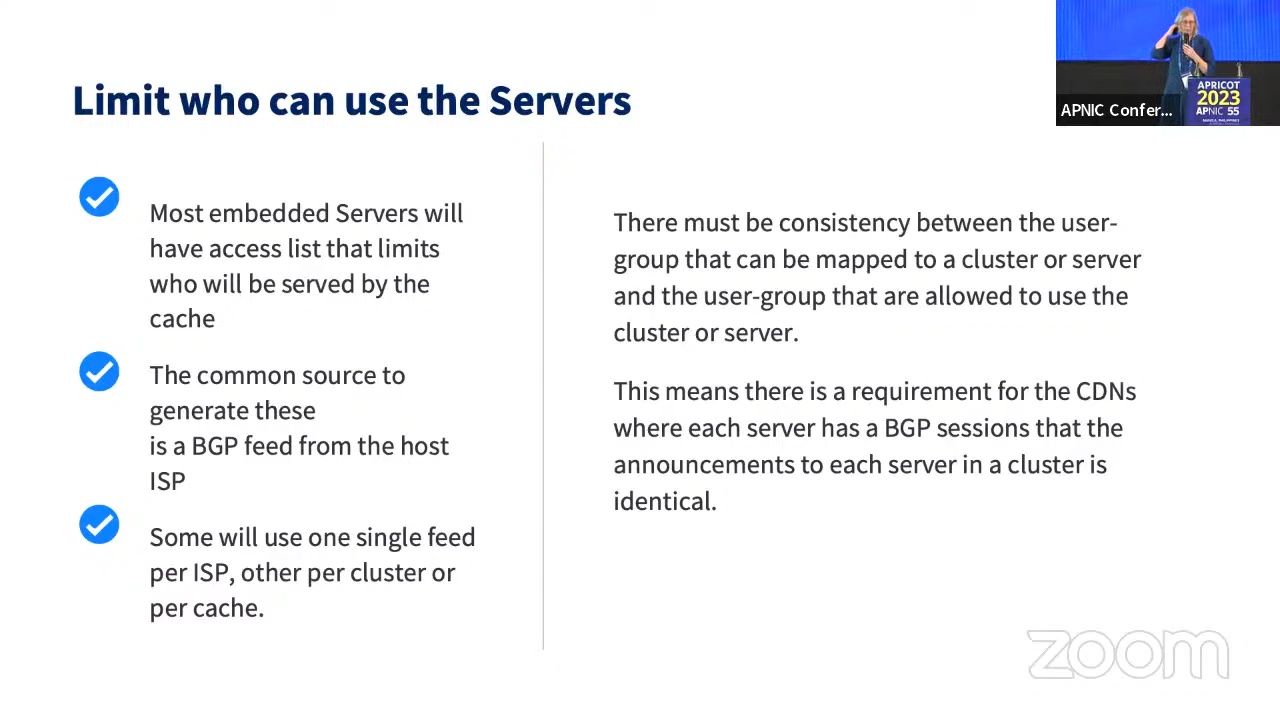 Limit who can use the Servers
Most embedded Servers will
have access list that limits
who will be served by the
cache
The common source to
generate these
is a BGP feed from the host
ISP
Some will use one single feed
per ISP, other per cluster or
per cache.
There must be consistency between the user-
group that can be mapped to a cluster or server
and the user-group that are allowed to use the
cluster or server.
This means there is a requirement for the CDNs
where each server has a BGP sessions that the
announcements to each server in a cluster is
identical.
APRICOT
2023
APNIC 55
MANILA, PHILIPPINES
APNIC Confer...
zoom